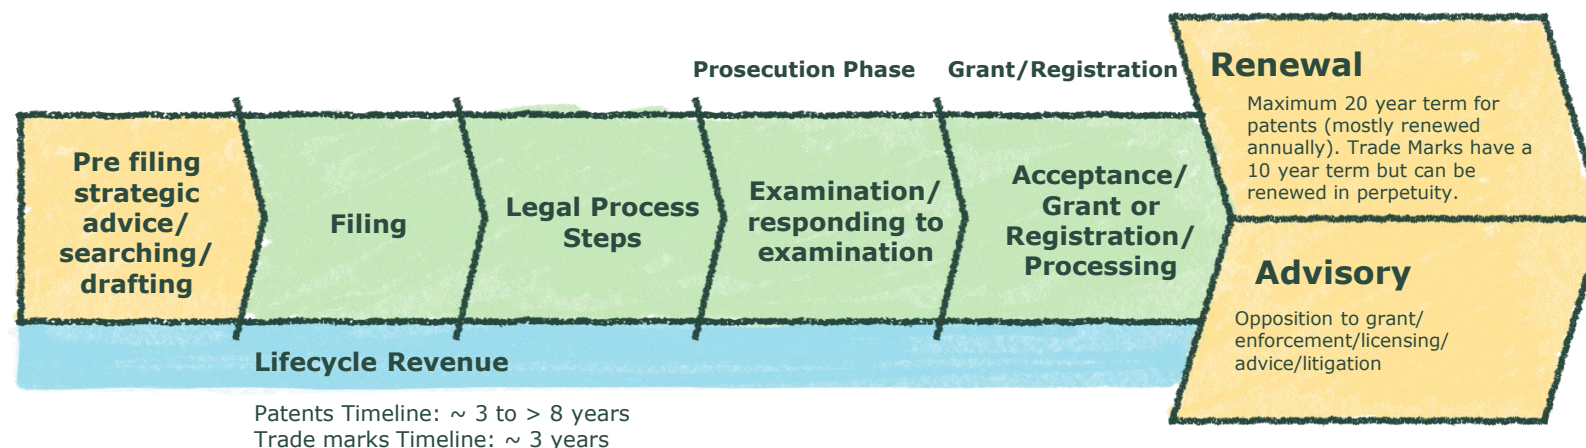 Prosecution Phase
Grant/Registration
Pre filing
strategic
advice/
searching/
drafting
Filing
Legal Process
Steps
Examination/
responding to
examination
Acceptance/
Grant or
Registration/
Processing
Renewal
Maximum 20 year term for
patents (mostly renewed
annually). Trade Marks have a
10 year term but can be
renewed in perpetuity.
Advisory
Opposition to grant/
enforcement/licensing/
advice/litigation
Lifecycle Revenue
Patents Timeline: ~ 3 to > 8 years
Trade marks Timeline: ~ 3 years